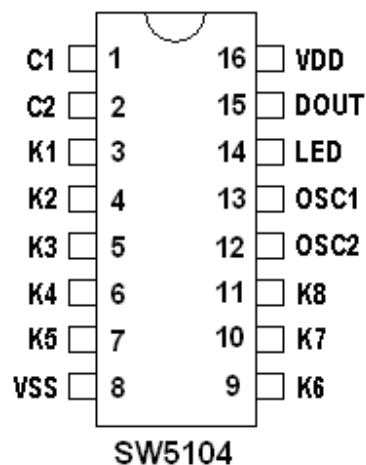 C1 1 16 VDD
C2 2 15 DOUT
K1 3 14 LED
K2 4 13 OSC1
K3 5 12 OSC2
K4 6 11 K8
K5 7 10 K7
VSS 8 9 K6
SW5104